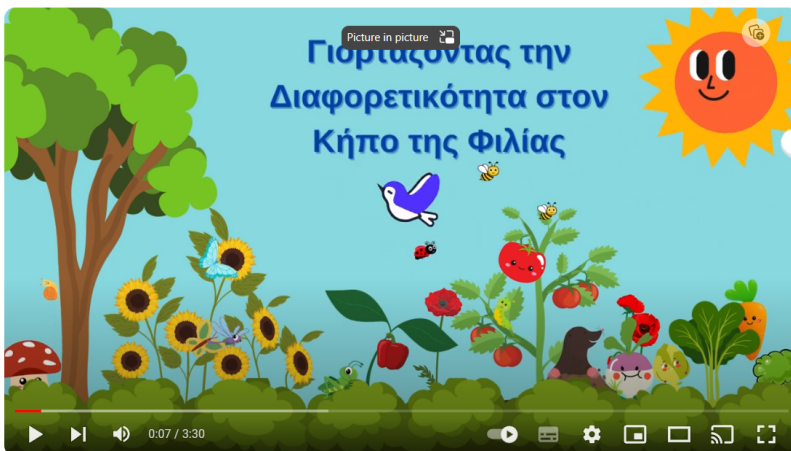 Picture in picture
Γιορτάζοντας την
Διαφορετικότητα στον
Κήπο της Φιλίας
0:07 / 3:30